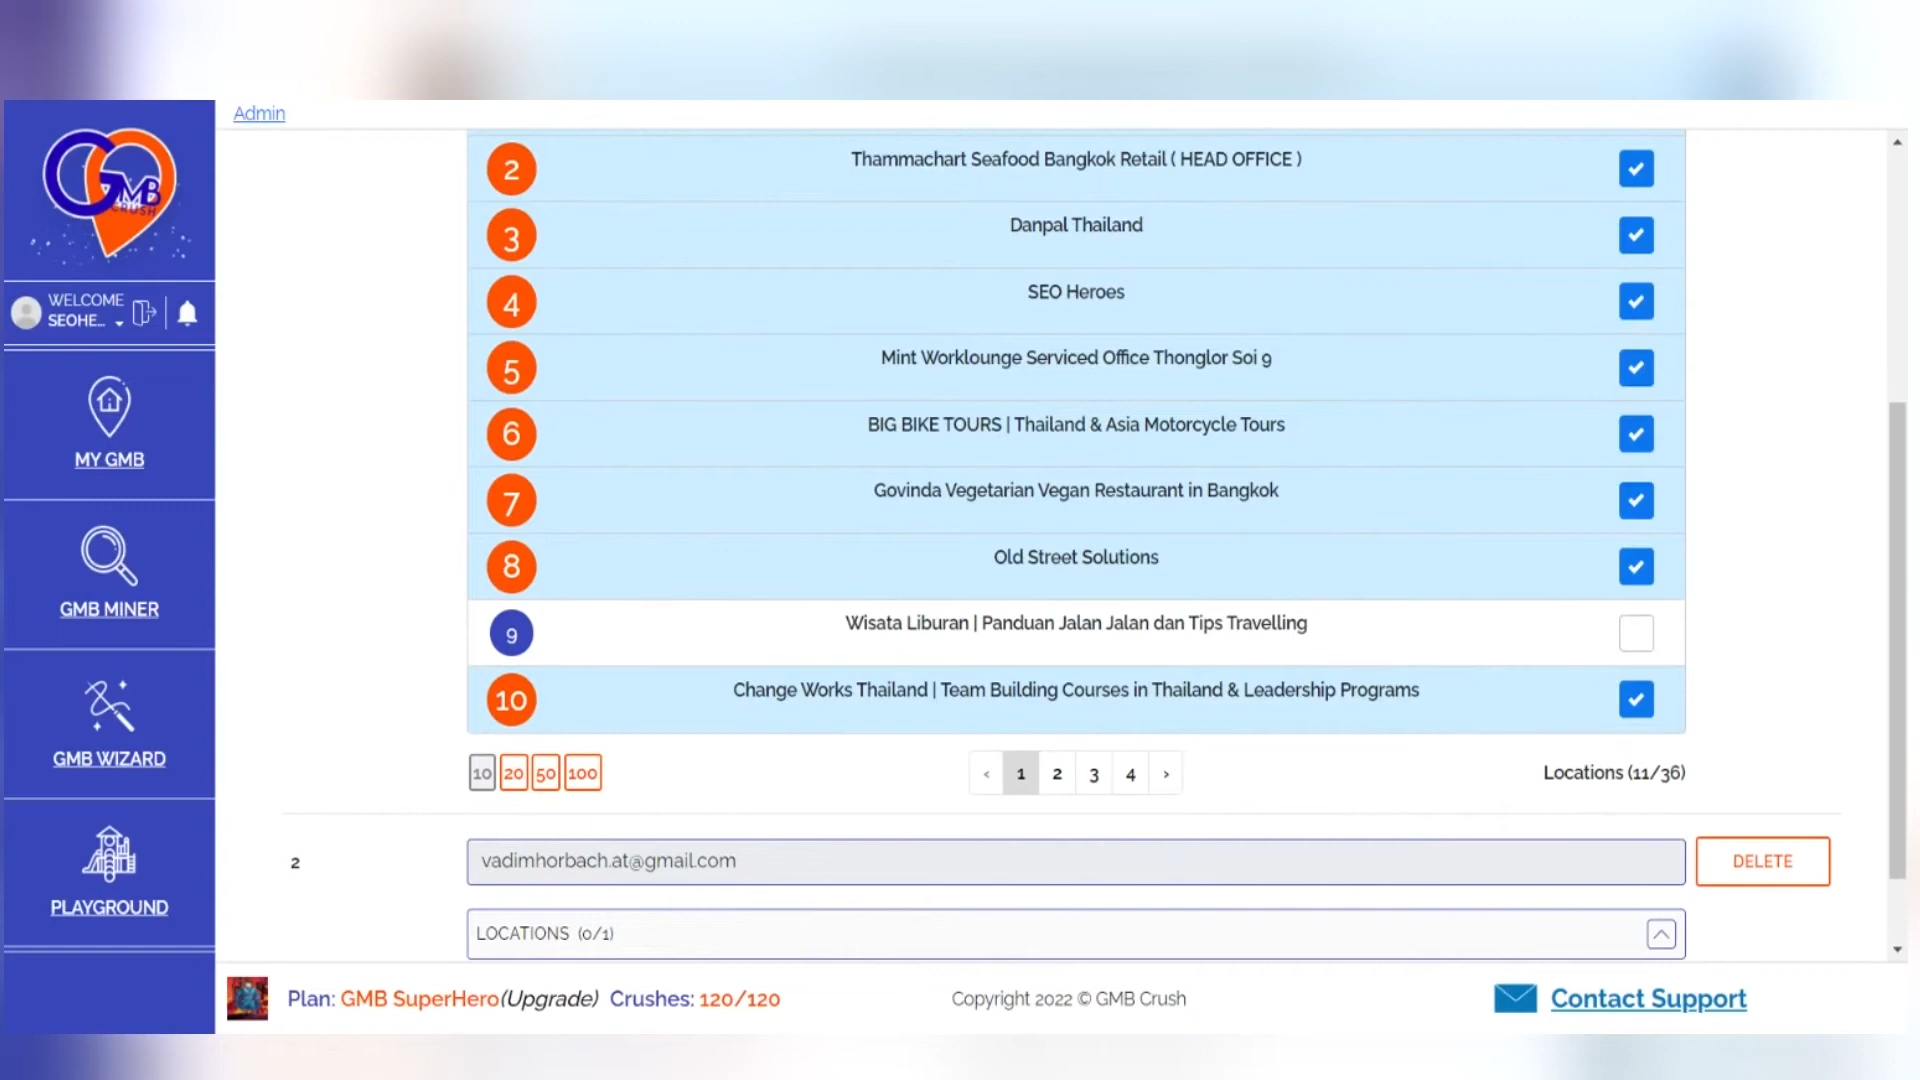 Admin
GMB
CRUSH
WELCOME
SEOHE...
MY GMB
GMB MINER
GMB WIZARD
PLAYGROUND
2 Thammachart Seafood Bangkok Retail ( HEAD OFFICE )
3 Danpal Thailand
4 SEO Heroes
5 Mint Worklounge Serviced Office Thonglor Soi 9
6 BIG BIKE TOURS | Thailand & Asia Motorcycle Tours
7 Govinda Vegetarian Vegan Restaurant in Bangkok
8 Old Street Solutions
9 Wisata Liburan | Panduan Jalan Jalan dan Tips Travelling
10 Change Works Thailand | Team Building Courses in Thailand & Leadership Programs
10 20 50 100 ‹ 1 2 3 4 › Locations (11/36)
2 vadimhorbach.at@gmail.com DELETE
LOCATIONS (0/1)
Plan: GMB SuperHero(Upgrade) Crushes: 120/120 Copyright 2022 © GMB Crush Contact Support